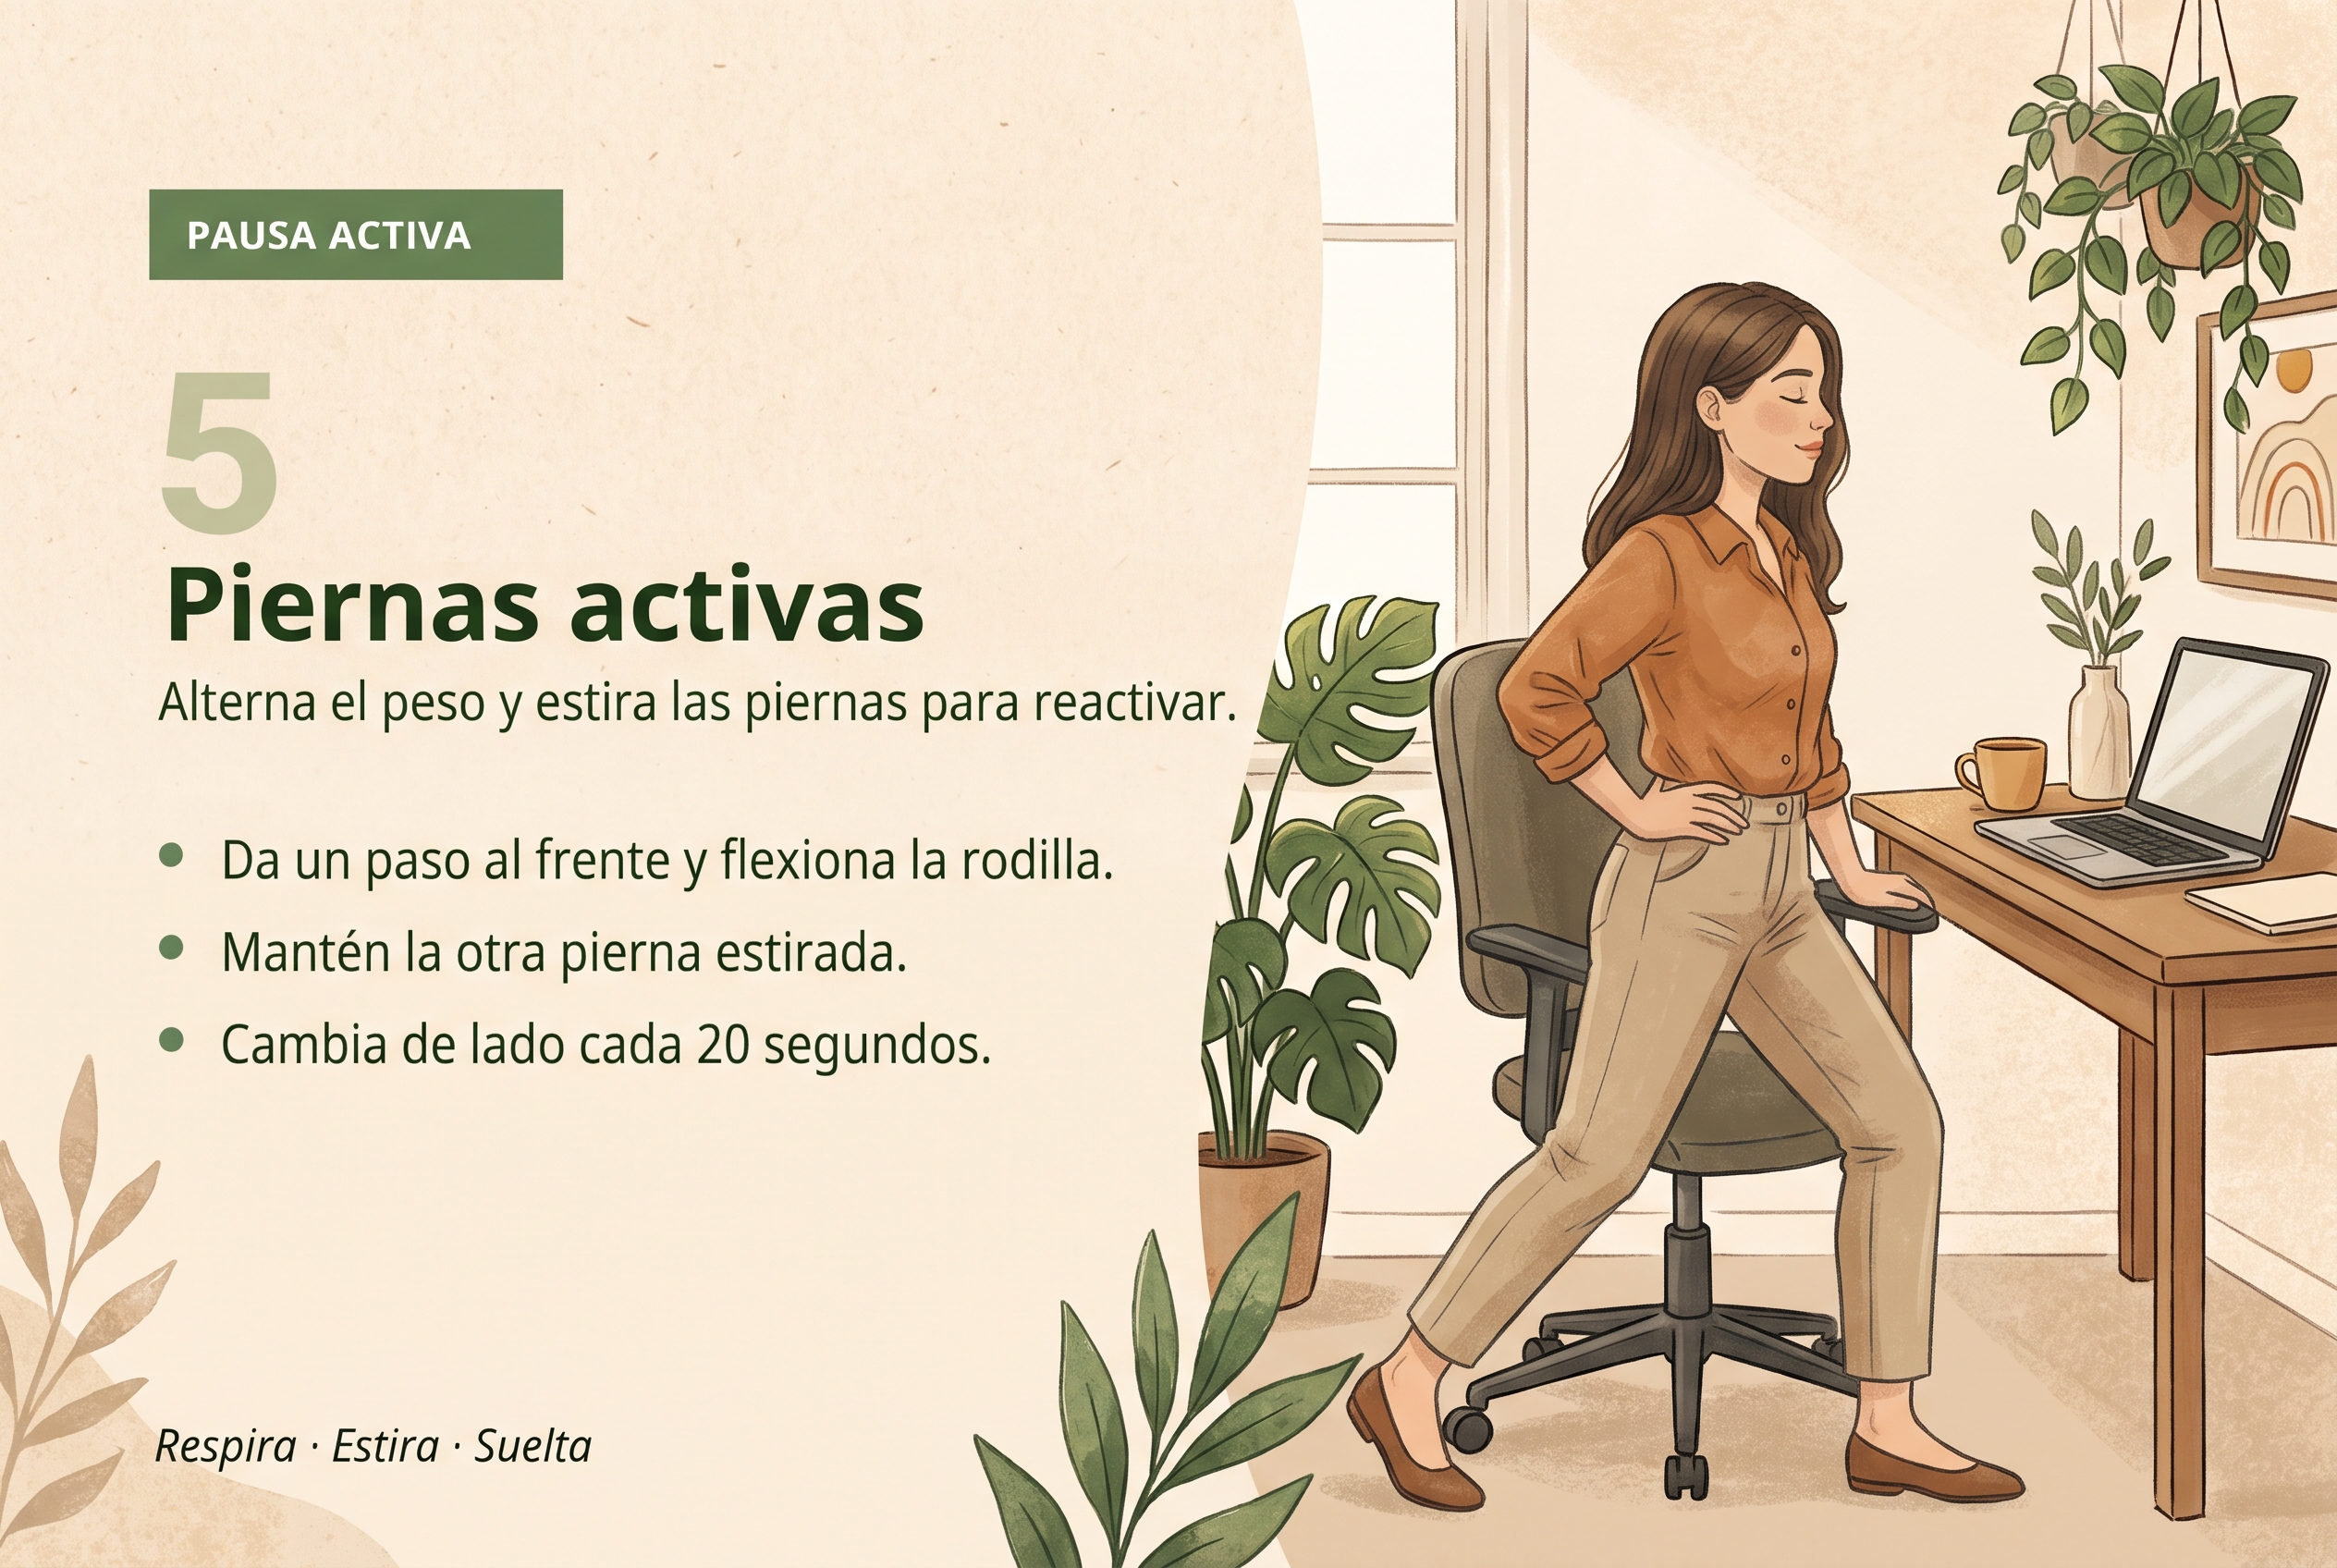 PAUSA ACTIVA
5
Piernas activas
Alterna el peso y estira las piernas para reactivar.
Da un paso al frente y flexiona la rodilla.
Mantén la otra pierna estirada.
Cambia de lado cada 20 segundos.
Respira · Estira · Suelta